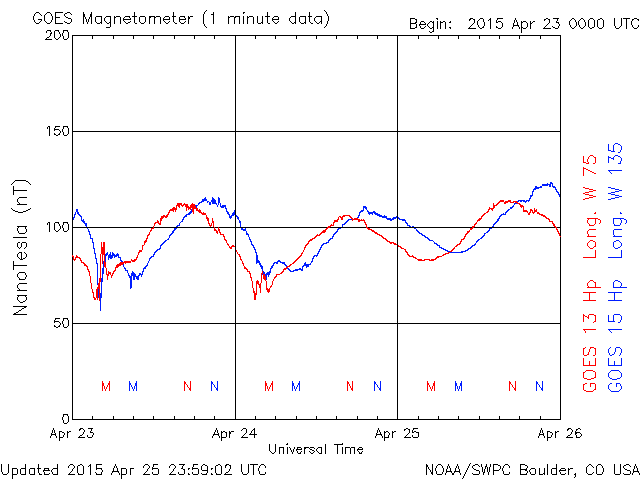 GOES Magnetometer (1 minute data)
Begin: 2015 Apr 23 0000 UTC
200
150
100
50
0
NanoTesla (nT)
M M N N M M N N M M N N
Apr 23 Apr 24 Apr 25 Apr 26
Universal Time
GOES 13 Hp Long. W 75
GOES 15 Hp Long. W 135
Updated 2015 Apr 25 23:59:02 UTC
NOAA/SWPC Boulder, CO USA